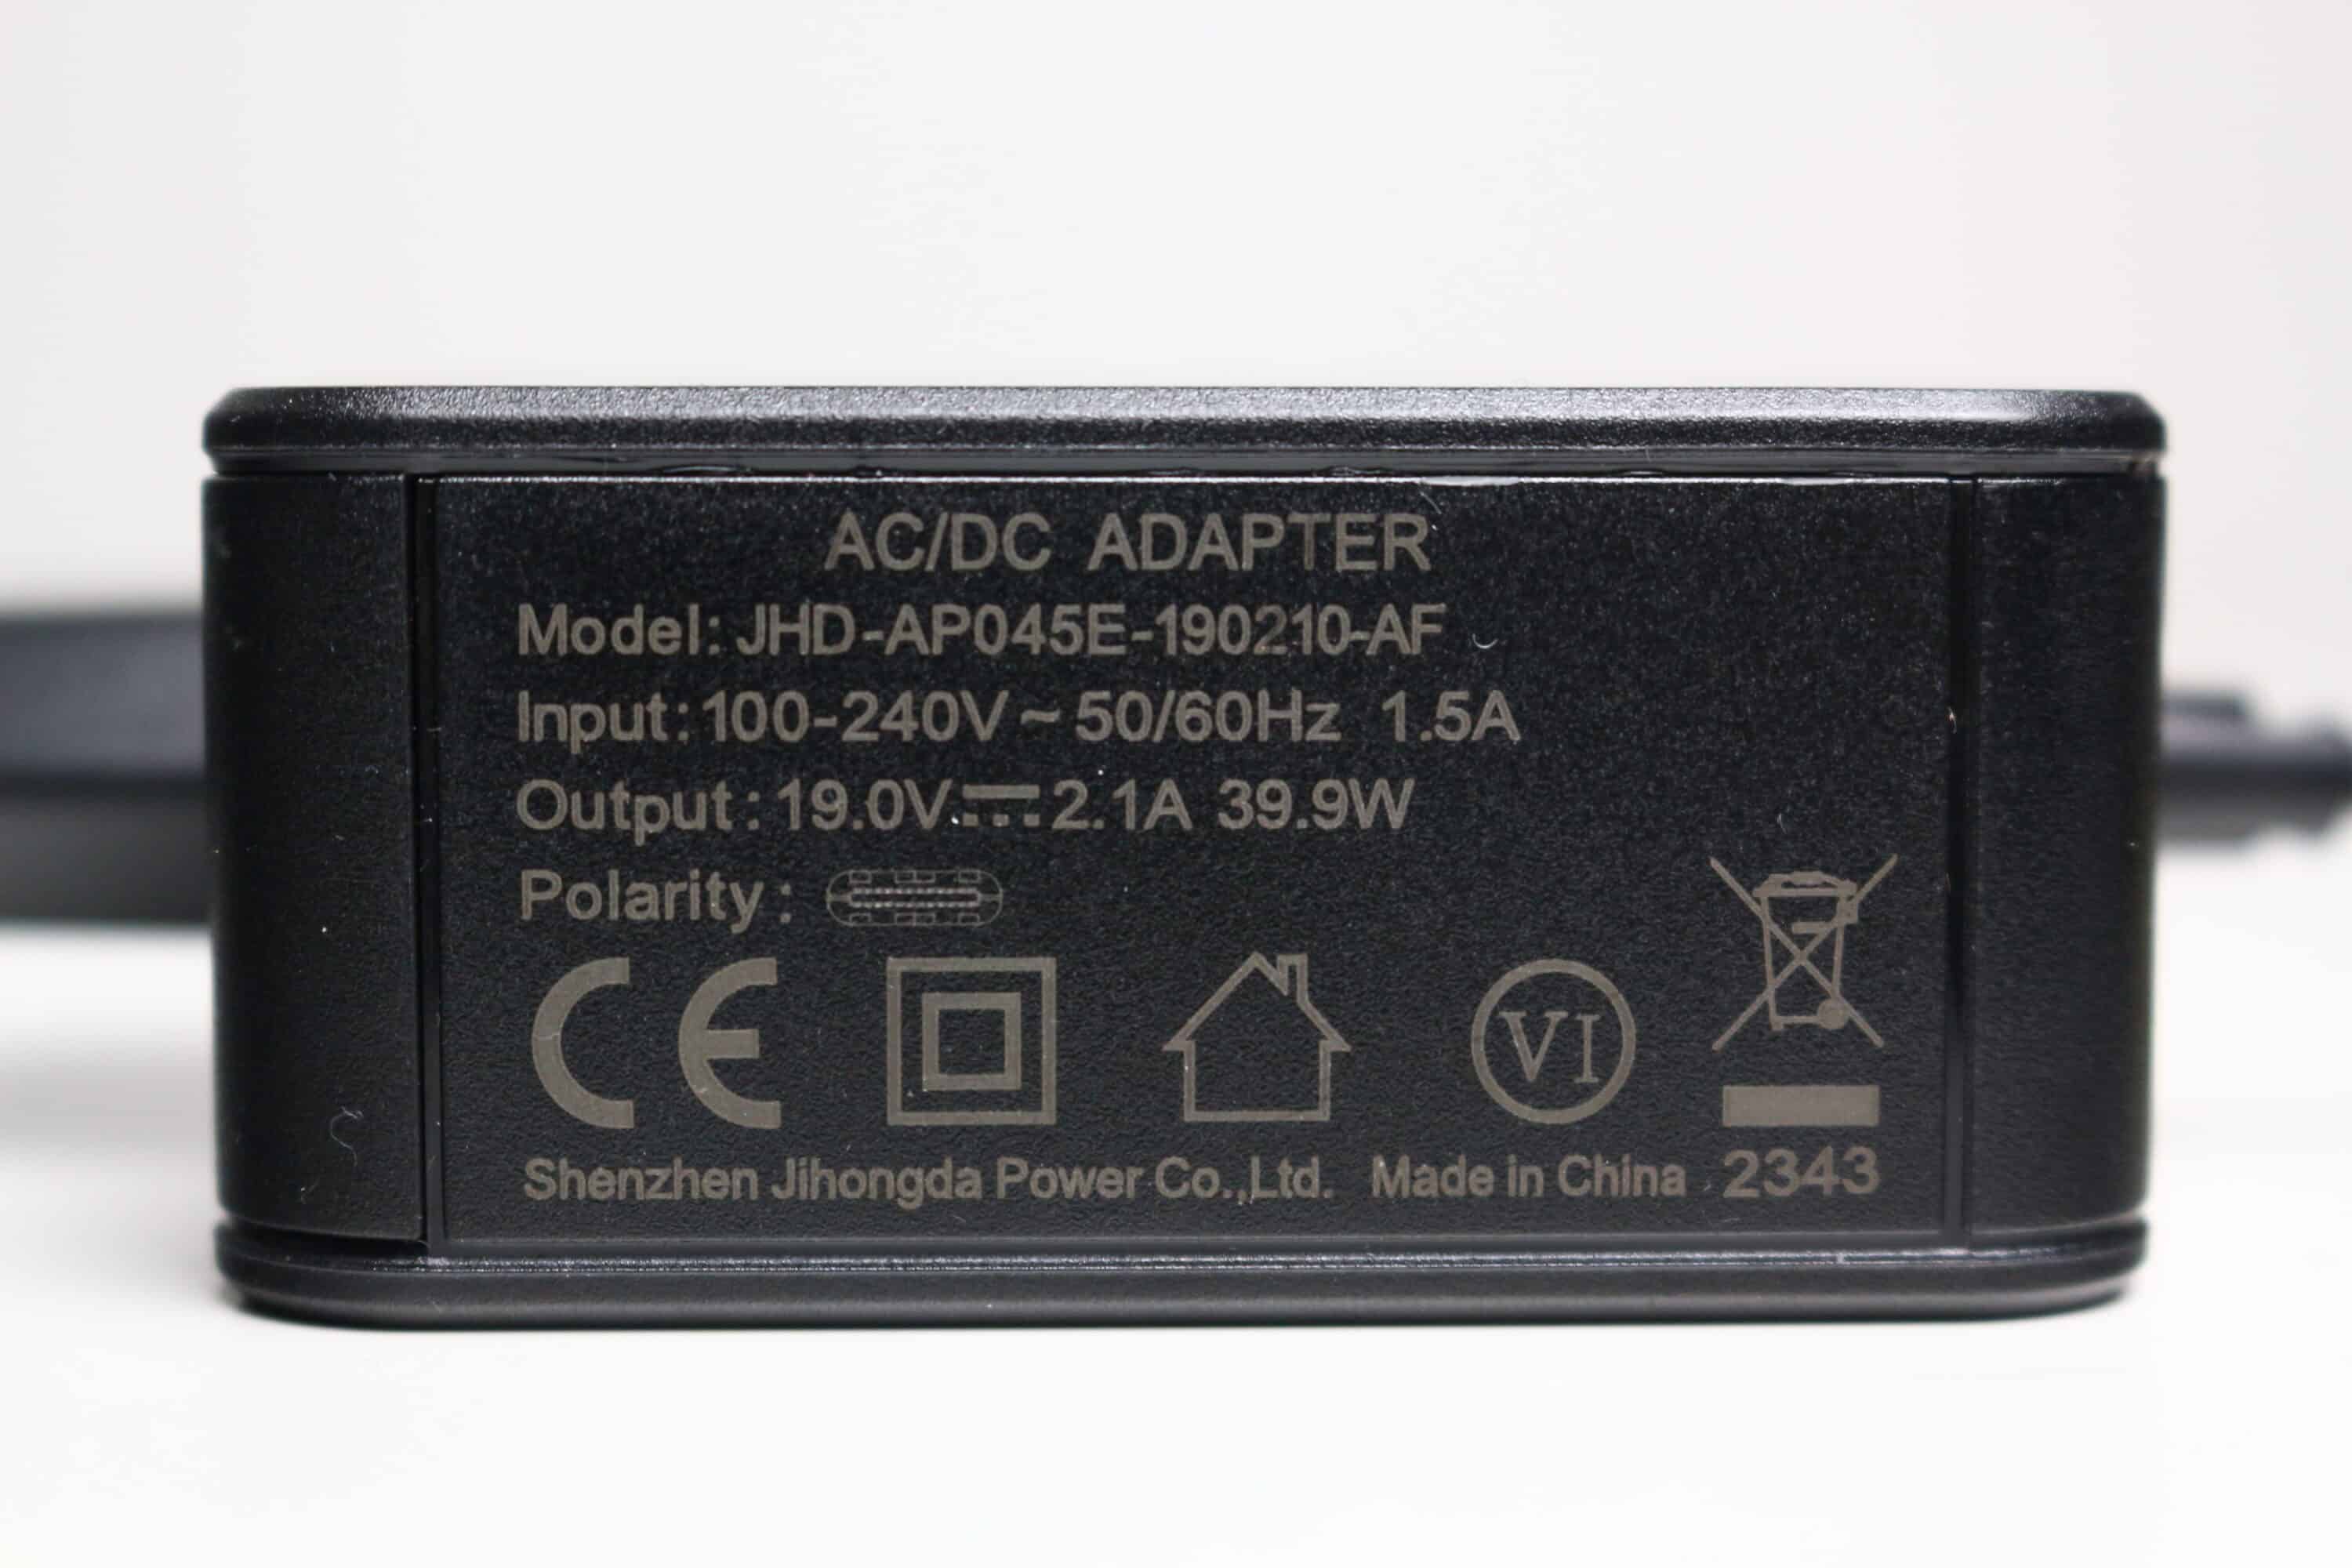 AC/DC ADAPTER
Model: JHD-AP045E-190210-AF
Input: 100-240V ~ 50/60Hz 1.5A
Output: 19.0V⎓2.1A 39.9W
Polarity:
CE
VI
Shenzhen Jihongda Power Co.,Ltd. Made in China 2343